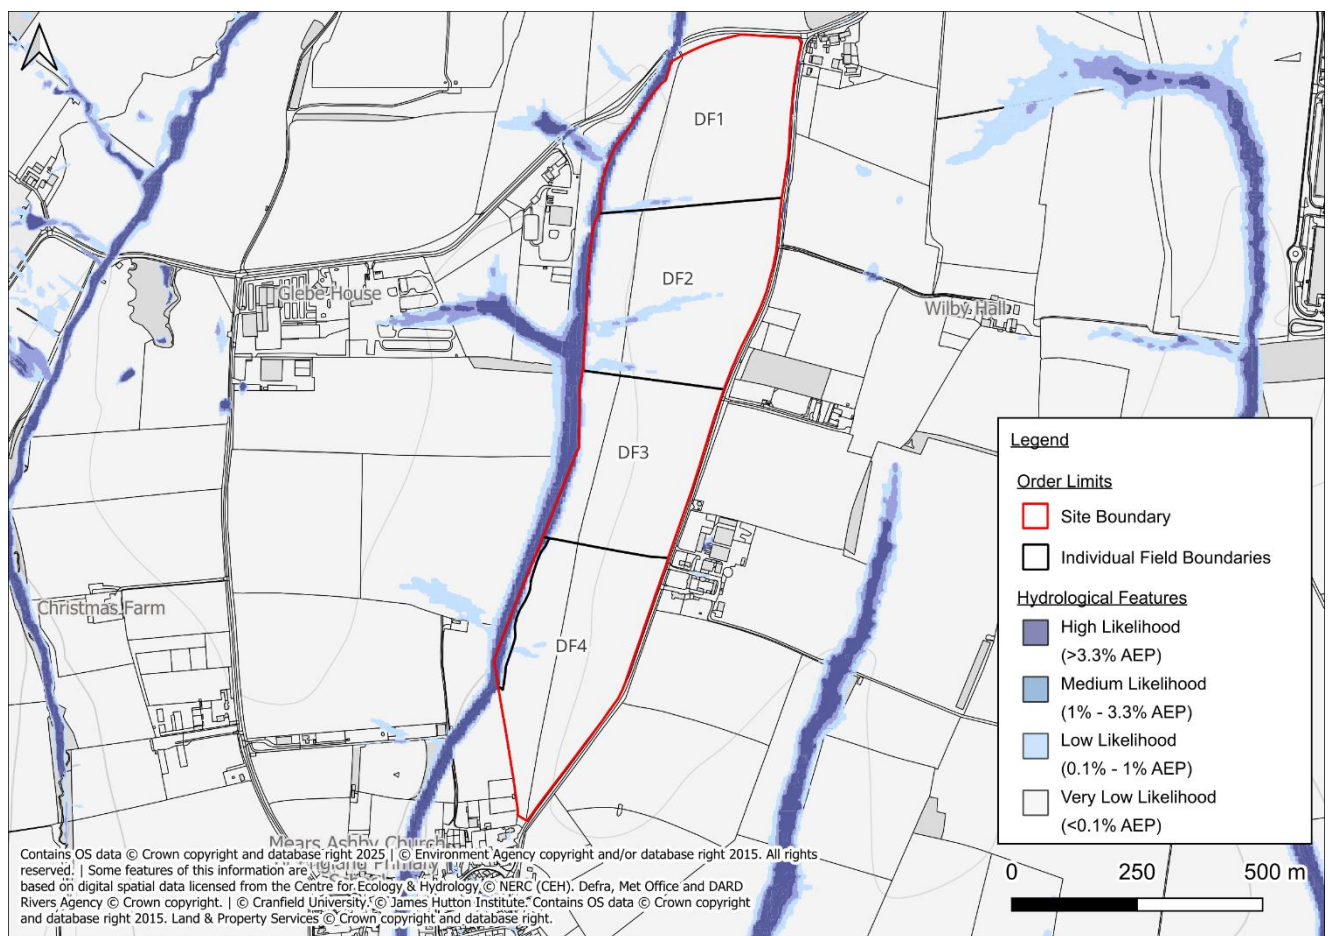 DF1
DF2
Glebe House
Wilby Hall
DF3
Christmas Farm
DF4
Mears Ashby Church
Legend
Order Limits
Site Boundary
Individual Field Boundaries
Hydrological Features
High Likelihood
(>3.3% AEP)
Medium Likelihood
(1% - 3.3% AEP)
Low Likelihood
(0.1% - 1% AEP)
Very Low Likelihood
(<0.1% AEP)
0 250 500 m
Contains OS data © Crown copyright and database right 2025 | © Environment Agency copyright and/or database right 2015. All rights
reserved. | Some features of this information are
based on digital spatial data licensed from the Centre for Ecology & Hydrology, © NERC (CEH). Defra, Met Office and DARD
Rivers Agency © Crown copyright. | © Cranfield University. © James Hutton Institute. Contains OS data © Crown copyright
and database right 2015. Land & Property Services © Crown copyright and database right.